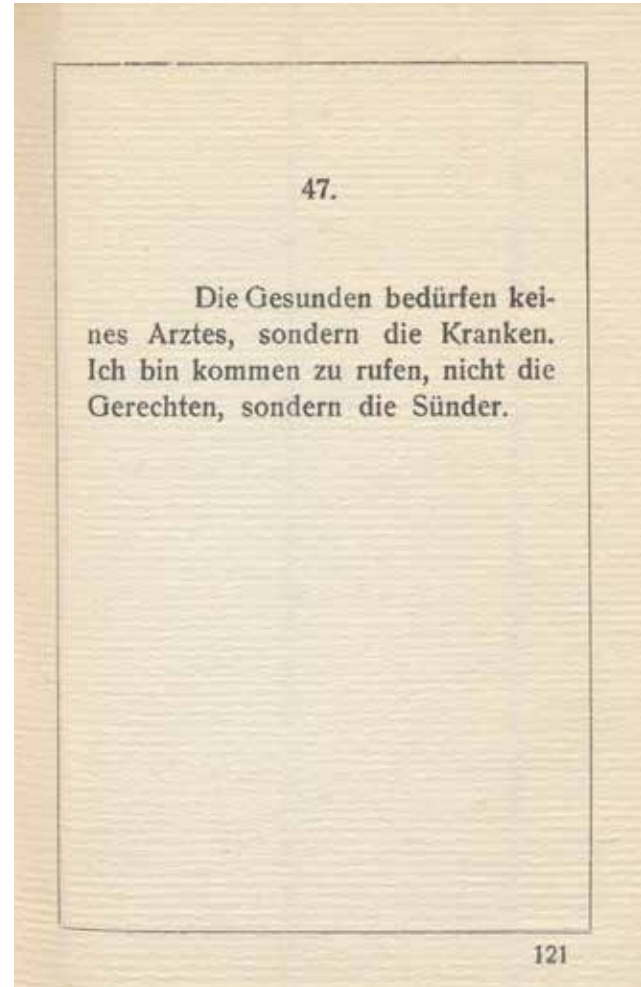 47.
Die Gesunden bedürfen kei-
nes Arztes, sondern die Kranken.
Ich bin kommen zu rufen, nicht die
Gerechten, sondern die Sünder.
121